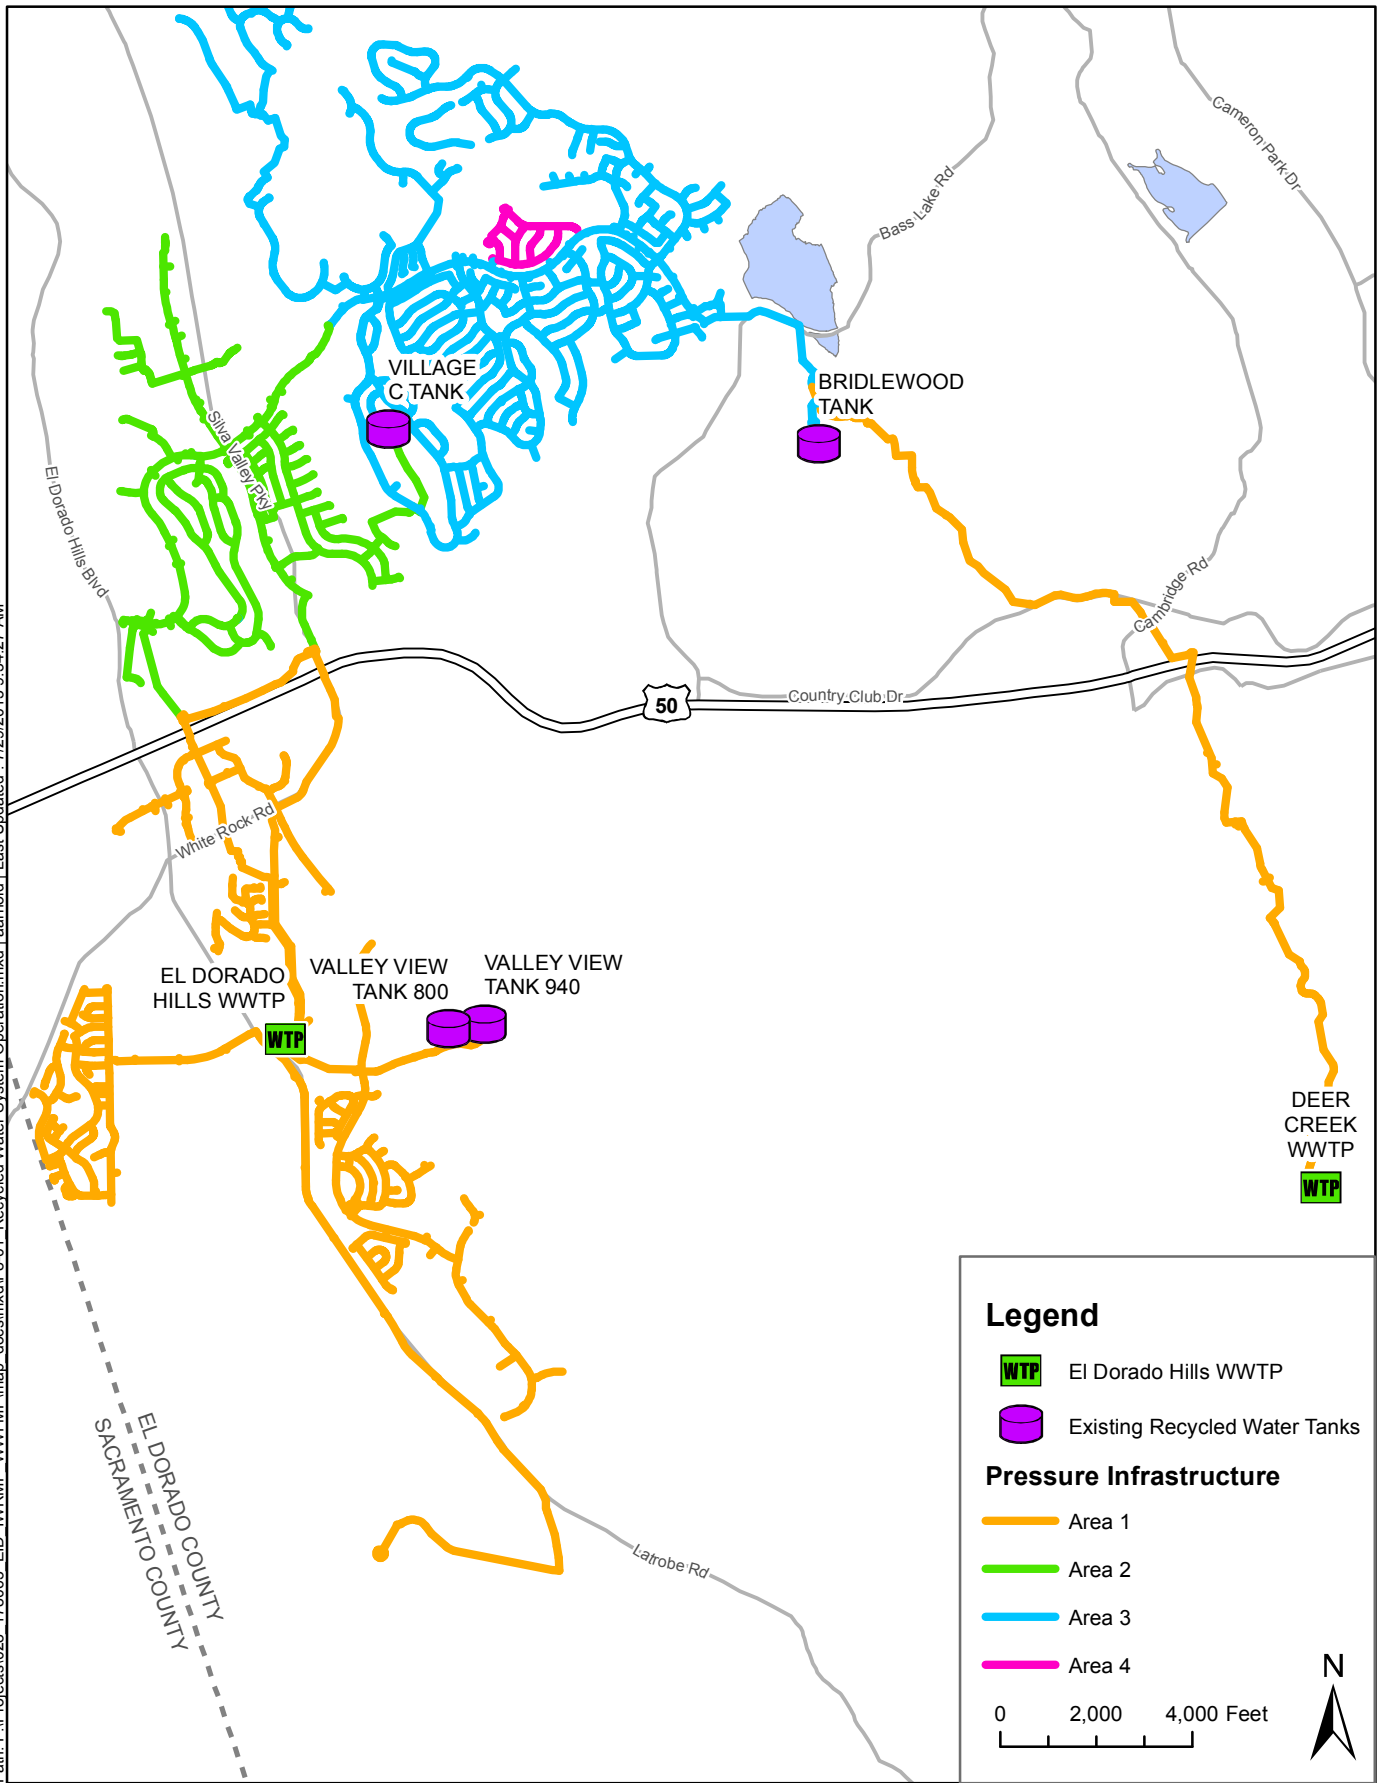 Cameron Park Dr
Bass Lake Rd
VILLAGE
C TANK
BRIDLEWOOD
TANK
Silva Valley Pky
El Dorado Hills Blvd
Cambridge Rd
50
Country Club Dr
White Rock Rd
EL DORADO
HILLS WWTP
VALLEY VIEW
TANK 800
VALLEY VIEW
TANK 940
WTP
DEER
CREEK
WWTP
WTP
EL DORADO COUNTY
SACRAMENTO COUNTY
Latrobe Rd
Legend
WTP El Dorado Hills WWTP
Existing Recycled Water Tanks
Pressure Infrastructure
Area 1
Area 2
Area 3
Area 4
N
0 2,000 4,000 Feet